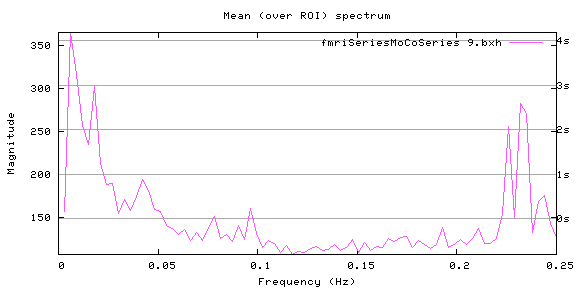 Mean (over ROI) spectrum
fmriSeriesMoCoSeries 9.bxh
350
300
250
200
150
4s
3s
2s
1s
0s
Magnitude
0
0.05
0.1
0.15
0.2
0.25
Frequency (Hz)